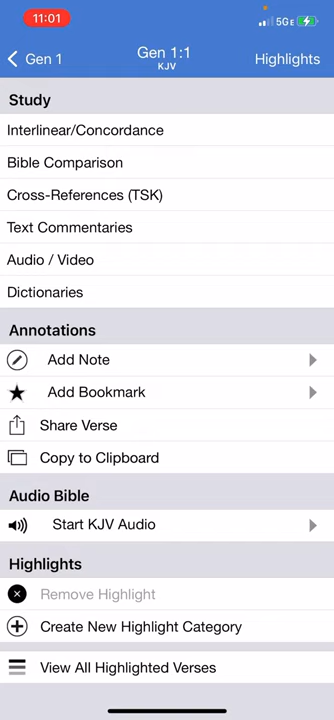 11:01
5G E
Gen 1
Gen 1:1
KJV
Highlights
Study
Interlinear/Concordance
Bible Comparison
Cross-References (TSK)
Text Commentaries
Audio / Video
Dictionaries
Annotations
Add Note
Add Bookmark
Share Verse
Copy to Clipboard
Audio Bible
Start KJV Audio
Highlights
Remove Highlight
Create New Highlight Category
View All Highlighted Verses